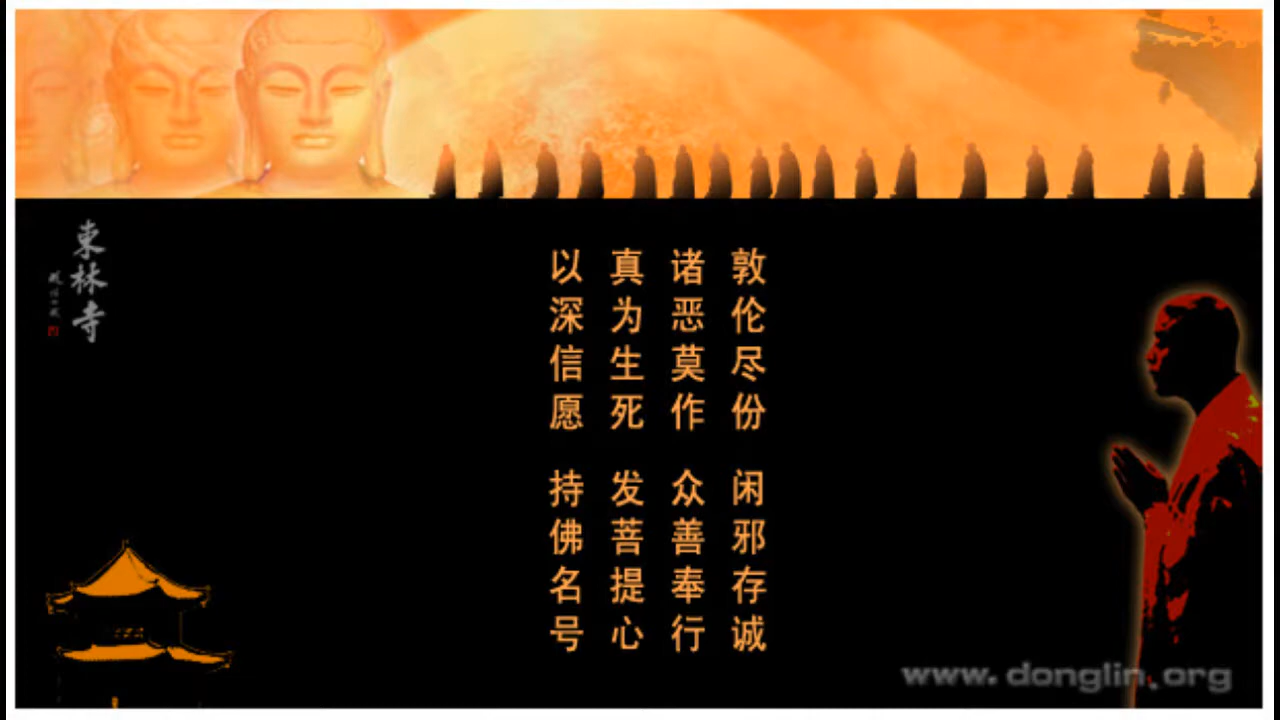 敦伦尽份 闲邪存诚
诸恶莫作 众善奉行
真为生死 发菩提心
以深信愿 持佛名号
東林寺
www.donglin.org